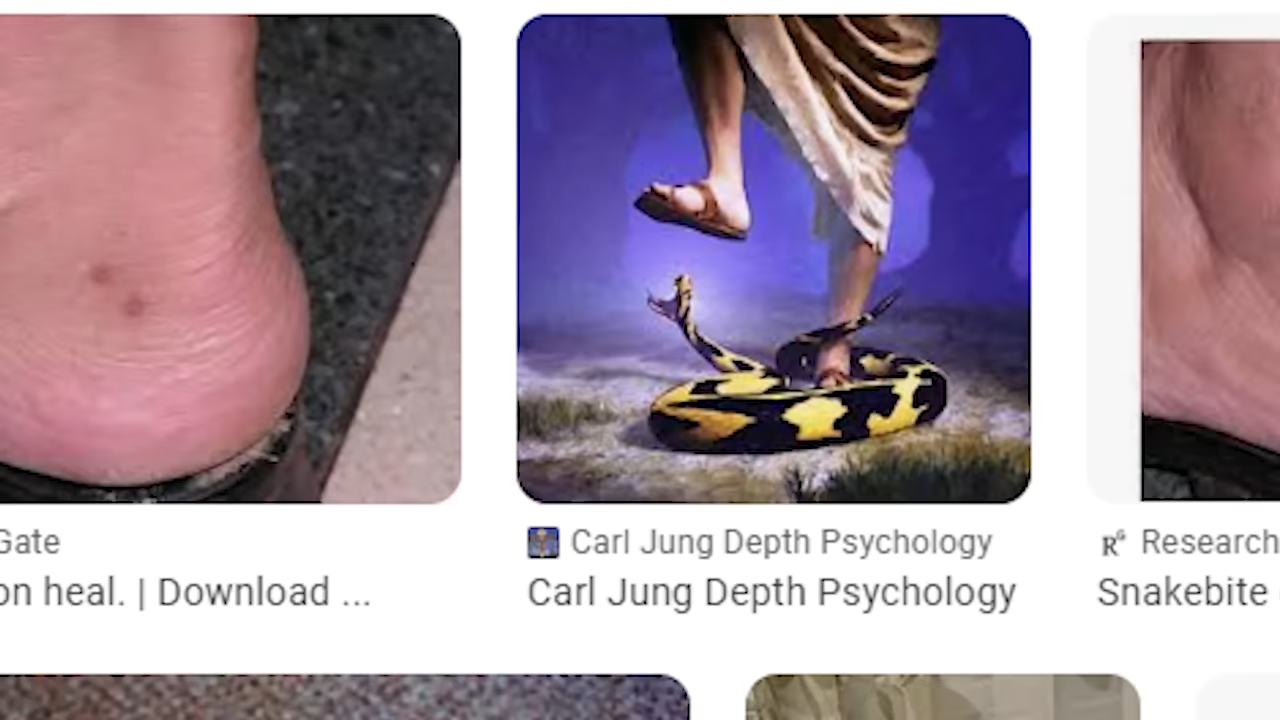 Gate
Carl Jung Depth Psychology
Research
on heal. | Download ...
Carl Jung Depth Psychology
Snakebite